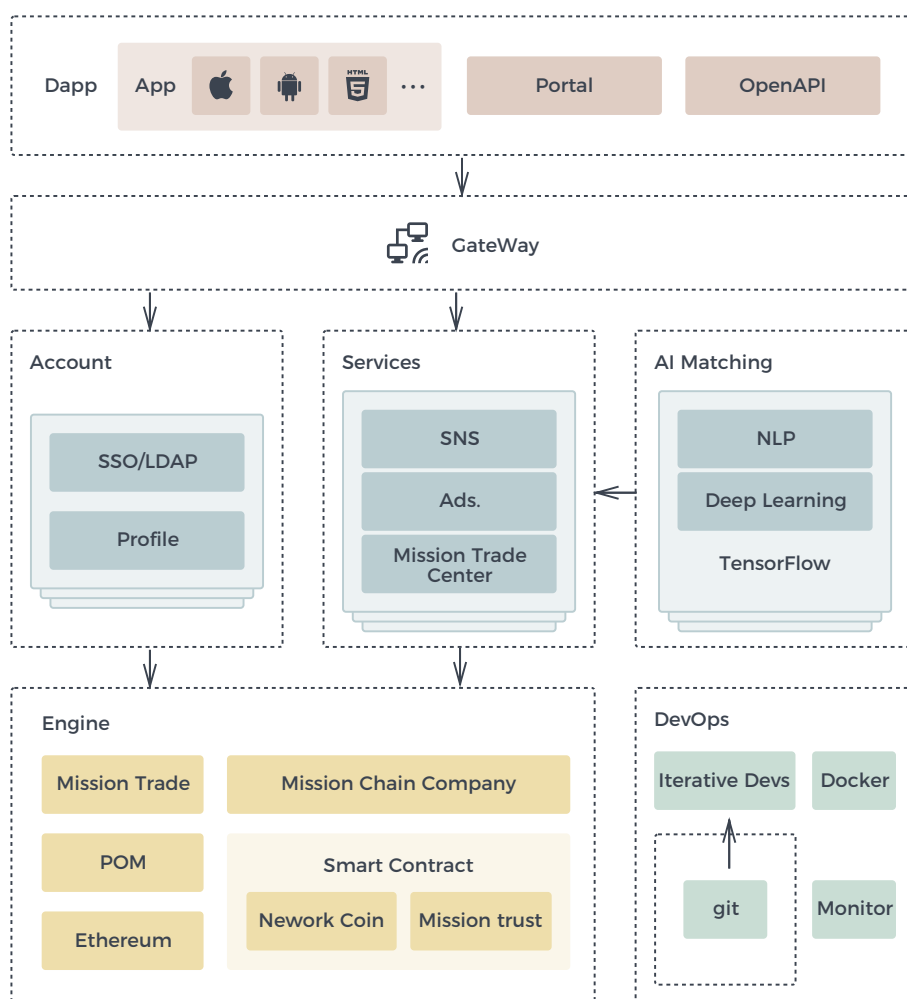 Dapp
App
HTML
...
Portal
OpenAPI
GateWay
Account
SSO/LDAP
Profile
Services
SNS
Ads.
Mission Trade
Center
AI Matching
NLP
Deep Learning
TensorFlow
Engine
Mission Trade
Mission Chain Company
POM
Smart Contract
Nework Coin
Mission trust
Ethereum
DevOps
Iterative Devs
Docker
git
Monitor